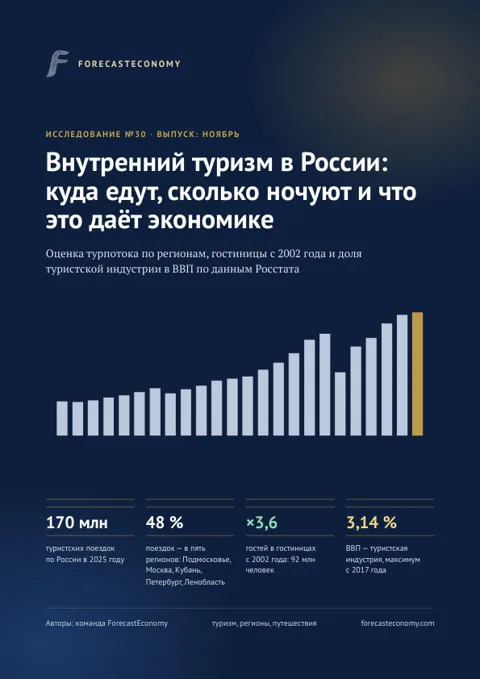 FORECASTECONOMY
ИССЛЕДОВАНИЕ №30 · ВЫПУСК: НОЯБРЬ
Внутренний туризм в России:
куда едут, сколько ночуют и что
это даёт экономике
Оценка турпотока по регионам, гостиницы с 2002 года и доля
туристской индустрии в ВВП по данным Росстата
170 млн
туристских поездок
по России в 2025 году
48 %
поездок — в пять
регионов: Подмосковье,
Москва, Кубань,
Петербург, Ленобласть
×3,6
гостей в гостиницах
с 2002 года: 92 млн
человек
3,14 %
ВВП — туристская
индустрия, максимум
с 2017 года
Авторы: команда ForecastEconomy
туризм, регионы, путешествия
forecasteconomy.com